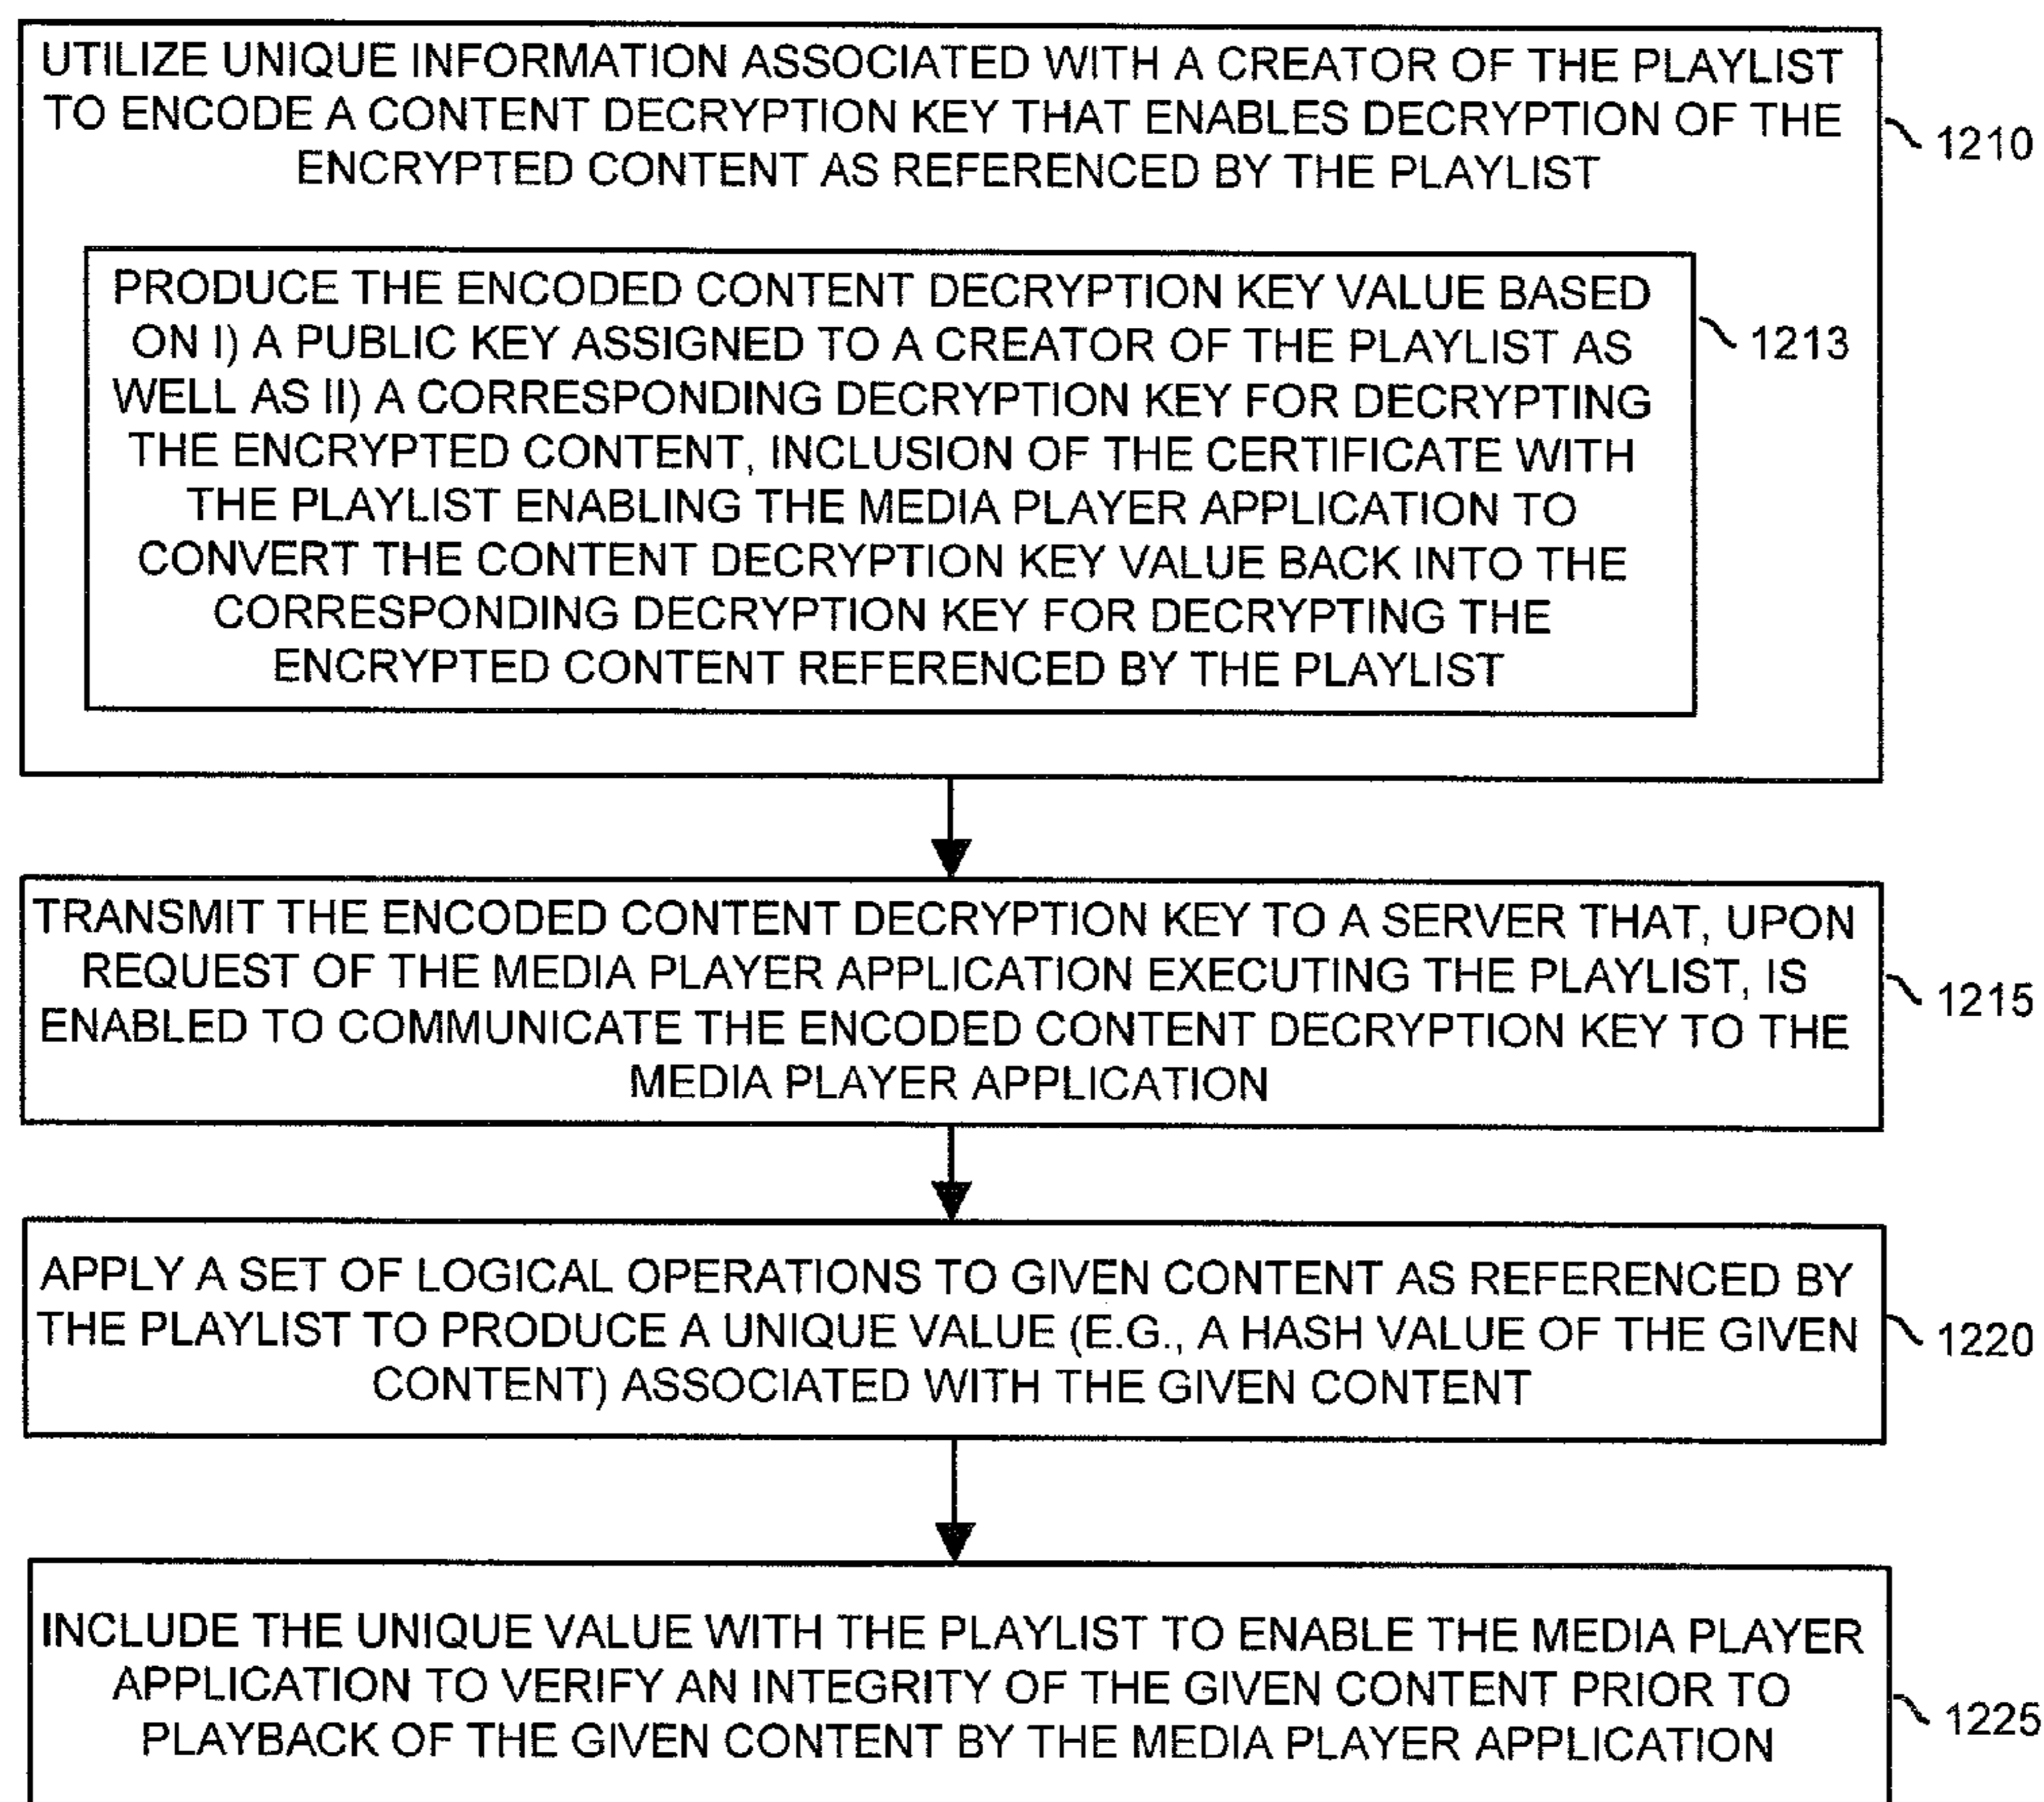 UTILIZE UNIQUE INFORMATION ASSOCIATED WITH A CREATOR OF THE PLAYLIST
TO ENCODE A CONTENT DECRYPTION KEY THAT ENABLES DECRYPTION OF THE
ENCRYPTED CONTENT AS REFERENCED BY THE PLAYLIST
1210
PRODUCE THE ENCODED CONTENT DECRYPTION KEY VALUE BASED
ON I) A PUBLIC KEY ASSIGNED TO A CREATOR OF THE PLAYLIST AS
WELL AS II) A CORRESPONDING DECRYPTION KEY FOR DECRYPTING
THE ENCRYPTED CONTENT, INCLUSION OF THE CERTIFICATE WITH
THE PLAYLIST ENABLING THE MEDIA PLAYER APPLICATION TO
CONVERT THE CONTENT DECRYPTION KEY VALUE BACK INTO THE
CORRESPONDING DECRYPTION KEY FOR DECRYPTING THE
ENCRYPTED CONTENT REFERENCED BY THE PLAYLIST
1213
TRANSMIT THE ENCODED CONTENT DECRYPTION KEY TO A SERVER THAT, UPON
REQUEST OF THE MEDIA PLAYER APPLICATION EXECUTING THE PLAYLIST, IS
ENABLED TO COMMUNICATE THE ENCODED CONTENT DECRYPTION KEY TO THE
MEDIA PLAYER APPLICATION
1215
APPLY A SET OF LOGICAL OPERATIONS TO GIVEN CONTENT AS REFERENCED BY
THE PLAYLIST TO PRODUCE A UNIQUE VALUE (E.G., A HASH VALUE OF THE GIVEN
CONTENT) ASSOCIATED WITH THE GIVEN CONTENT
1220
INCLUDE THE UNIQUE VALUE WITH THE PLAYLIST TO ENABLE THE MEDIA PLAYER
APPLICATION TO VERIFY AN INTEGRITY OF THE GIVEN CONTENT PRIOR TO
PLAYBACK OF THE GIVEN CONTENT BY THE MEDIA PLAYER APPLICATION
1225